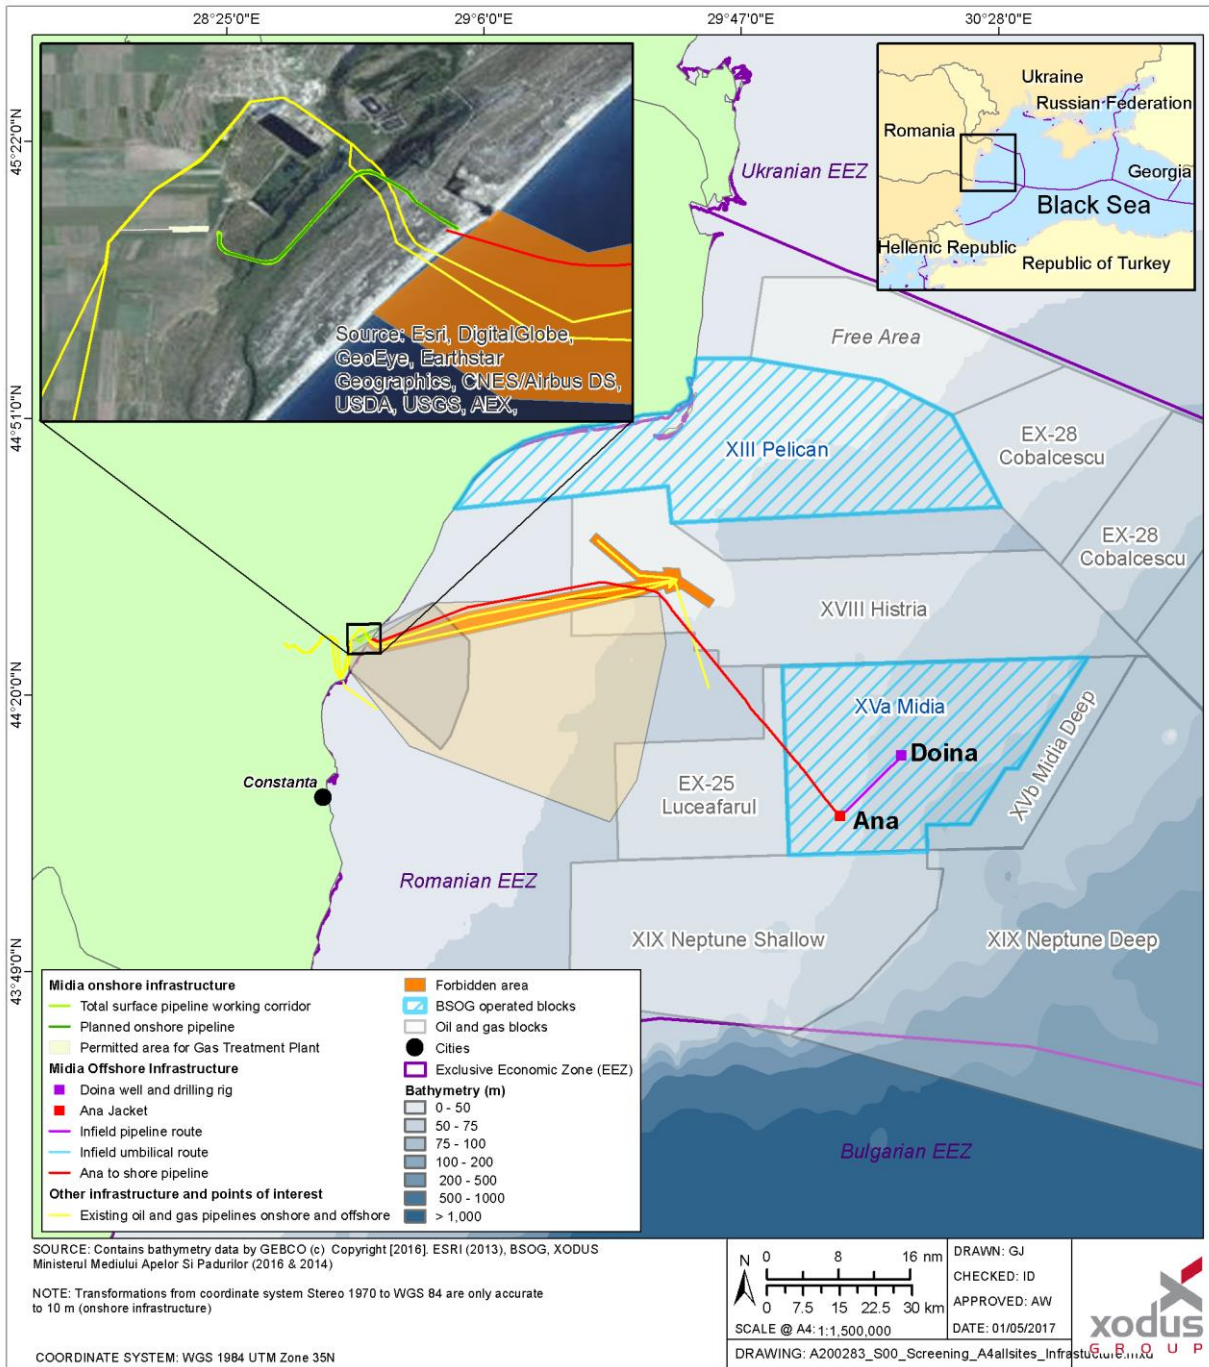 28°25'0"E
29°6'0"E
29°47'0"E
30°28'0"E
45°22'0"N
44°51'0"N
44°20'0"N
43°49'0"N
Source: Esri, DigitalGlobe,
GeoEye, Earthstar
Geographics, CNES/Airbus DS,
USDA, USGS, AEX,
Ukraine
Russian Federation
Romania
Georgia
Black Sea
Hellenic Republic
Republic of Turkey
Ukranian EEZ
Free Area
EX-28
Cobalcescu
XIII Pelican
EX-28
Cobalcescu
XVIII Histria
XVa Midia
Doina
XVb Midia Deep
EX-25
Luceafarul
Ana
Constanta
Romanian EEZ
XIX Neptune Shallow
XIX Neptune Deep
Bulgarian EEZ
Midia onshore infrastructure
Total surface pipeline working corridor
Planned onshore pipeline
Permitted area for Gas Treatment Plant
Midia Offshore Infrastructure
Doina well and drilling rig
Ana Jacket
Infield pipeline route
Infield umbilical route
Ana to shore pipeline
Other infrastructure and points of interest
Existing oil and gas pipelines onshore and offshore
Forbidden area
BSOG operated blocks
Oil and gas blocks
Cities
Exclusive Economic Zone (EEZ)
Bathymetry (m)
0 - 50
50 - 75
75 - 100
100 - 200
200 - 500
500 - 1000
> 1,000
SOURCE: Contains bathymetry data by GEBCO (c) Copyright [2016]. ESRI (2013), BSOG, XODUS
Ministerul Mediului Apelor Si Padurilor (2016 & 2014)
NOTE: Transformations from coordinate system Stereo 1970 to WGS 84 are only accurate
to 10 m (onshore infrastructure)
COORDINATE SYSTEM: WGS 1984 UTM Zone 35N
N
0 8 16 nm
0 7.5 15 22.5 30 km
SCALE @ A4: 1:1,500,000
DRAWN: GJ
CHECKED: ID
APPROVED: AW
DATE: 01/05/2017
DRAWING: A200283_S00_Screening_A4allsites_Infrastucture.mxd
xodus
GROUP